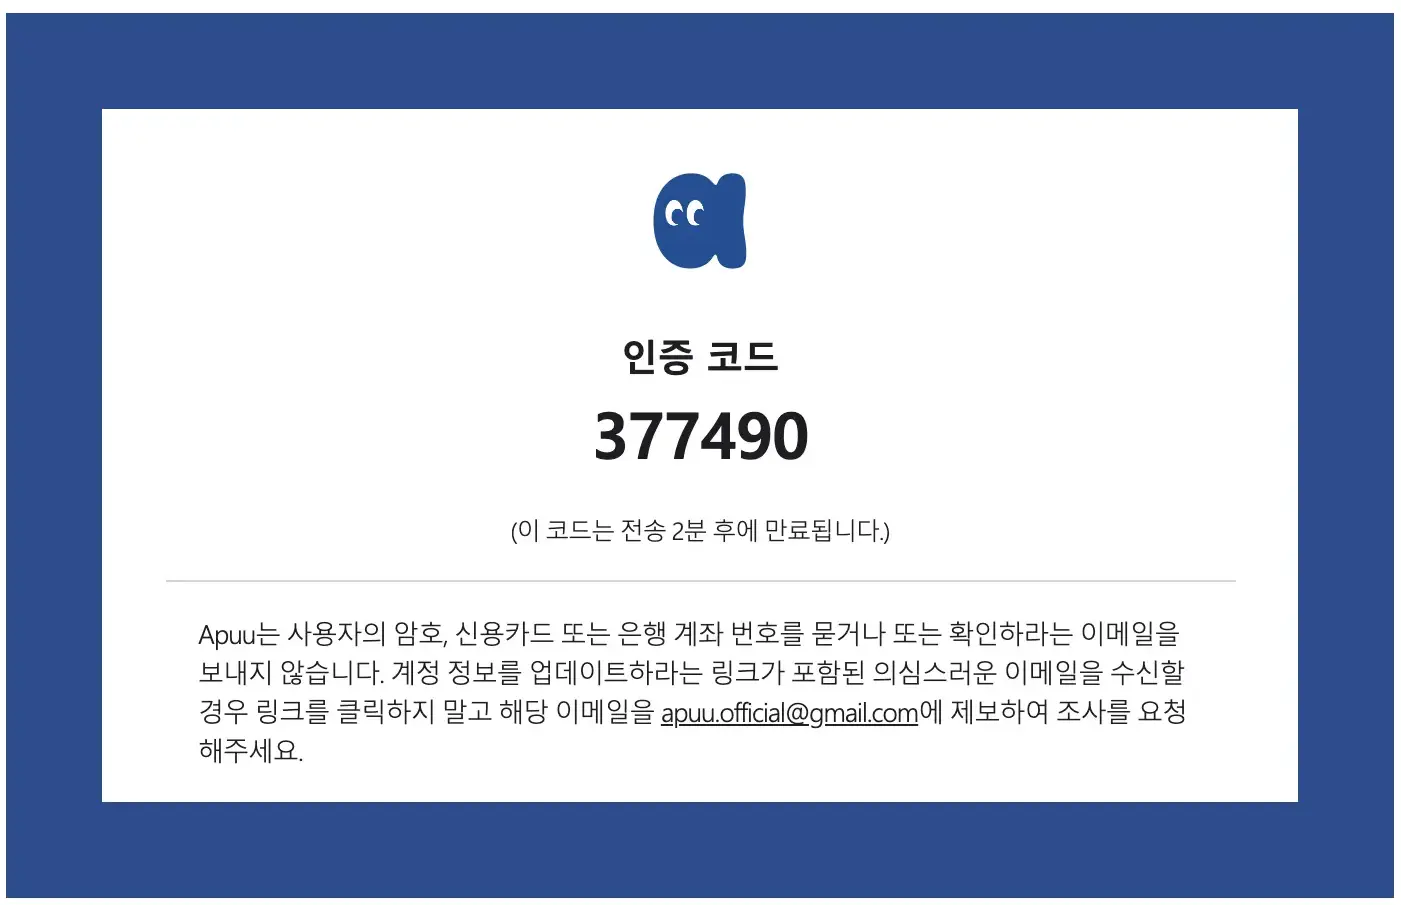 인증 코드
377490
(이 코드는 전송 2분 후에 만료됩니다.)
Apuu는 사용자의 암호, 신용카드 또는 은행 계좌 번호를 묻거나 또는 확인하라는 이메일을
보내지 않습니다. 계정 정보를 업데이트하라는 링크가 포함된 의심스러운 이메일을 수신할
경우 링크를 클릭하지 말고 해당 이메일을 apuu.official@gmail.com에 제보하여 조사를 요청
해주세요.